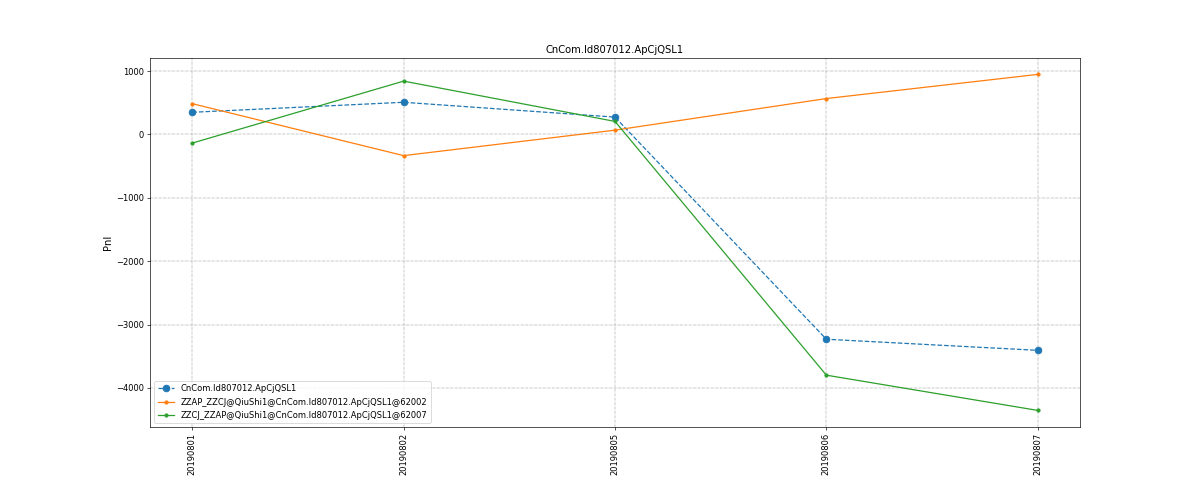 CnCom.Id807012.ApCjQSL1
1000
0
−1000
−2000
−3000
−4000
Pnl
CnCom.Id807012.ApCjQSL1
ZZAP_ZZCJ@QiuShi1@CnCom.Id807012.ApCjQSL1@62002
ZZCJ_ZZAP@QiuShi1@CnCom.Id807012.ApCjQSL1@62007
20190801
20190802
20190805
20190806
20190807